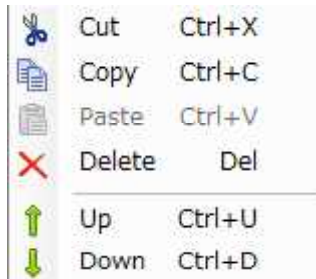 Cut Ctrl+X
Copy Ctrl+C
Paste Ctrl+V
Delete Del
Up Ctrl+U
Down Ctrl+D